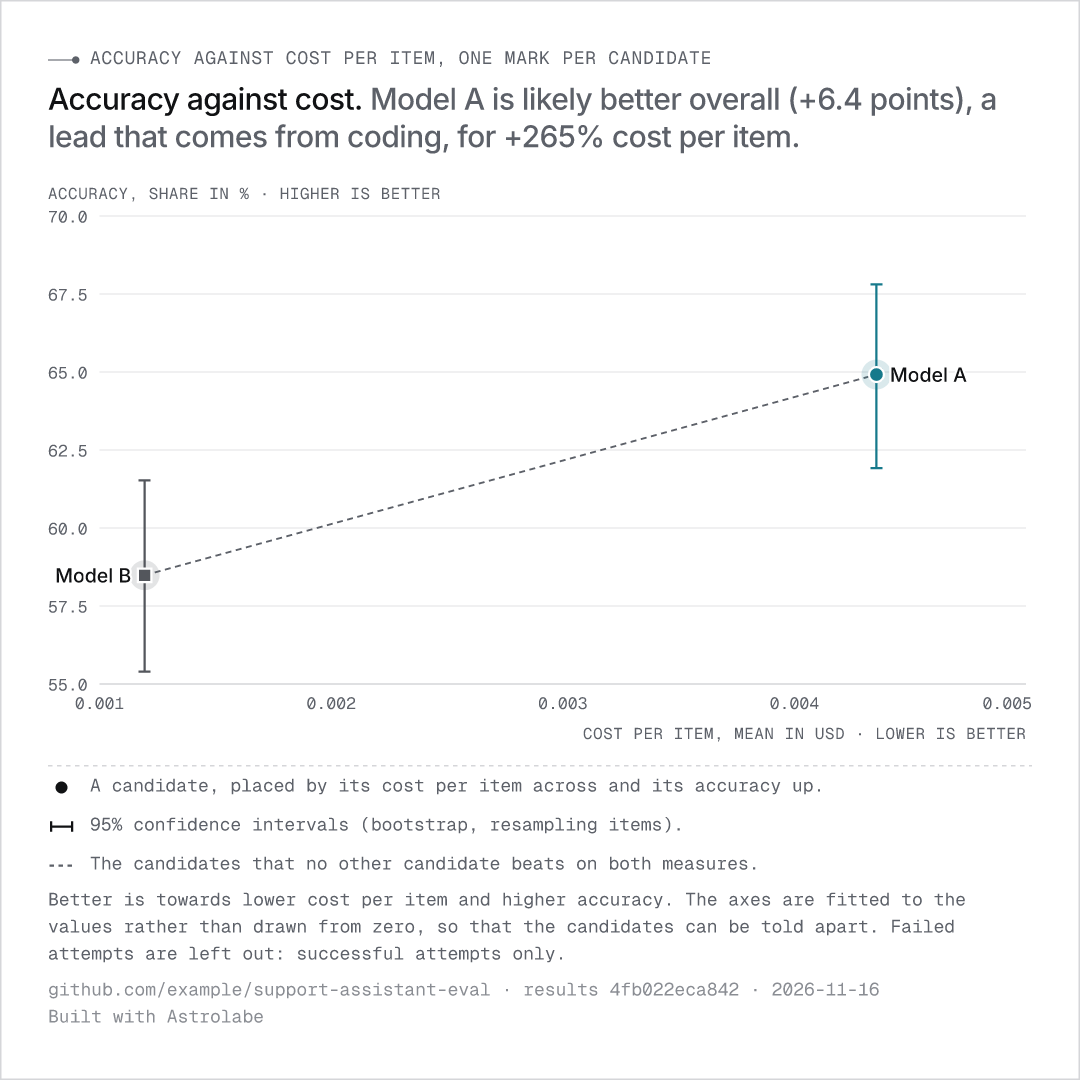 ACCURACY AGAINST COST PER ITEM, ONE MARK PER CANDIDATE
Accuracy against cost. Model A is likely better overall (+6.4 points), a
lead that comes from coding, for +265% cost per item.
ACCURACY, SHARE IN % · HIGHER IS BETTER
70.0
67.5
65.0
Model A
62.5
60.0
Model B
57.5
55.0
0.001 0.002 0.003 0.004 0.005
COST PER ITEM, MEAN IN USD · LOWER IS BETTER
A candidate, placed by its cost per item across and its accuracy up.
95% confidence intervals (bootstrap, resampling items).
The candidates that no other candidate beats on both measures.
Better is towards lower cost per item and higher accuracy. The axes are fitted to the
values rather than drawn from zero, so that the candidates can be told apart. Failed
attempts are left out: successful attempts only.
github.com/example/support-assistant-eval · results 4fb022eca842 · 2026-11-16
Built with Astrolabe